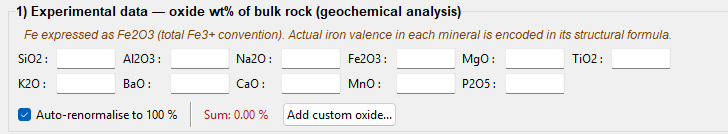 1) Experimental data — oxide wt% of bulk rock (geochemical analysis)
Fe expressed as Fe2O3 (total Fe3+ convention). Actual iron valence in each mineral is encoded in its structural formula.
SiO2 : Al2O3 : Na2O : Fe2O3 : MgO : TiO2 :
K2O : BaO : CaO : MnO : P2O5 :
Auto-renormalise to 100 % Sum: 0.00 % Add custom oxide...